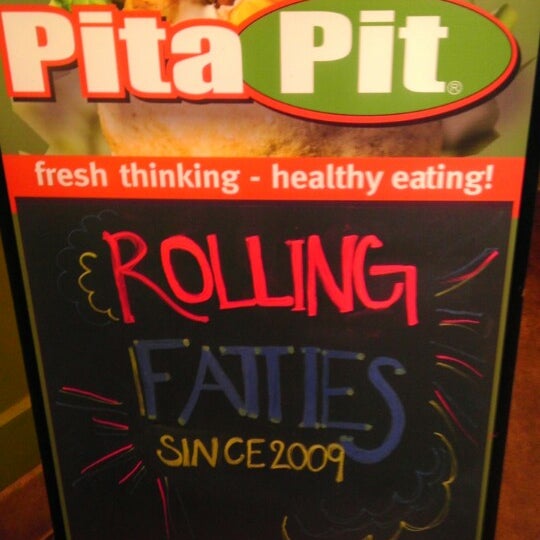 Pita Pit®
fresh thinking - healthy eating!
ROLLING
FATTIES
SINCE 2009